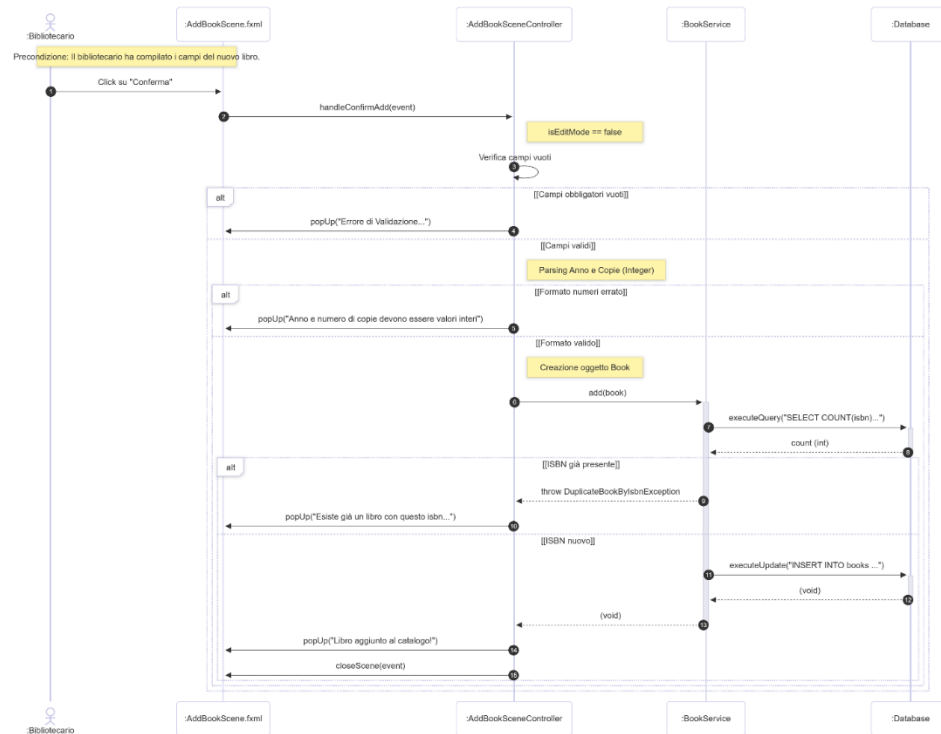 :Bibliotecario
:AddBookScene.fxml
:AddBookSceneController
:BookService
:Database
Precondizione: Il bibliotecario ha compilato i campi del nuovo libro.
Click su "Conferma"
1
handleConfirmAdd(event)
2
isEditMode == false
Verifica campi vuoti
3
alt
[[Campi obbligatori vuoti]]
popUp("Errore di Validazione...")
4
[[Campi validi]]
Parsing Anno e Copie (Integer)
alt
[[Formato numeri errato]]
popUp("Anno e numero di copie devono essere valori interi")
5
[[Formato valido]]
Creazione oggetto Book
add(book)
6
executeQuery("SELECT COUNT(isbn)...")
7
count (int)
8
alt
[[ISBN già presente]]
throw DuplicateBookByIsbnException
9
popUp("Esiste già un libro con questo isbn...")
10
[[ISBN nuovo]]
executeUpdate("INSERT INTO books ...")
11
(void)
12
(void)
13
popUp("Libro aggiunto al catalogo!")
14
closeScene(event)
15
:Bibliotecario
:AddBookScene.fxml
:AddBookSceneController
:BookService
:Database